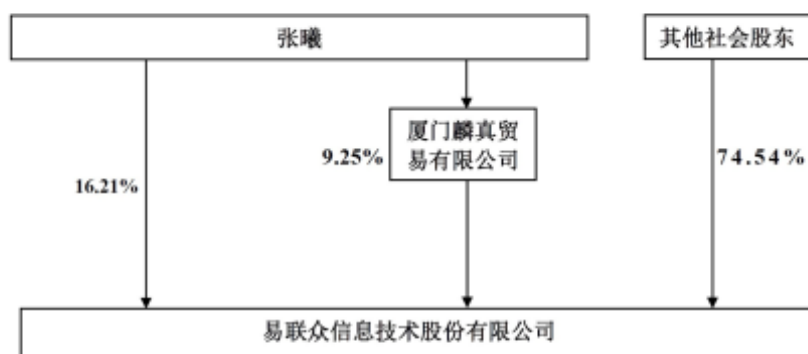 张曦
其他社会股东
厦门麟真贸
易有限公司
9.25%
74.54%
16.21%
易联众信息技术股份有限公司